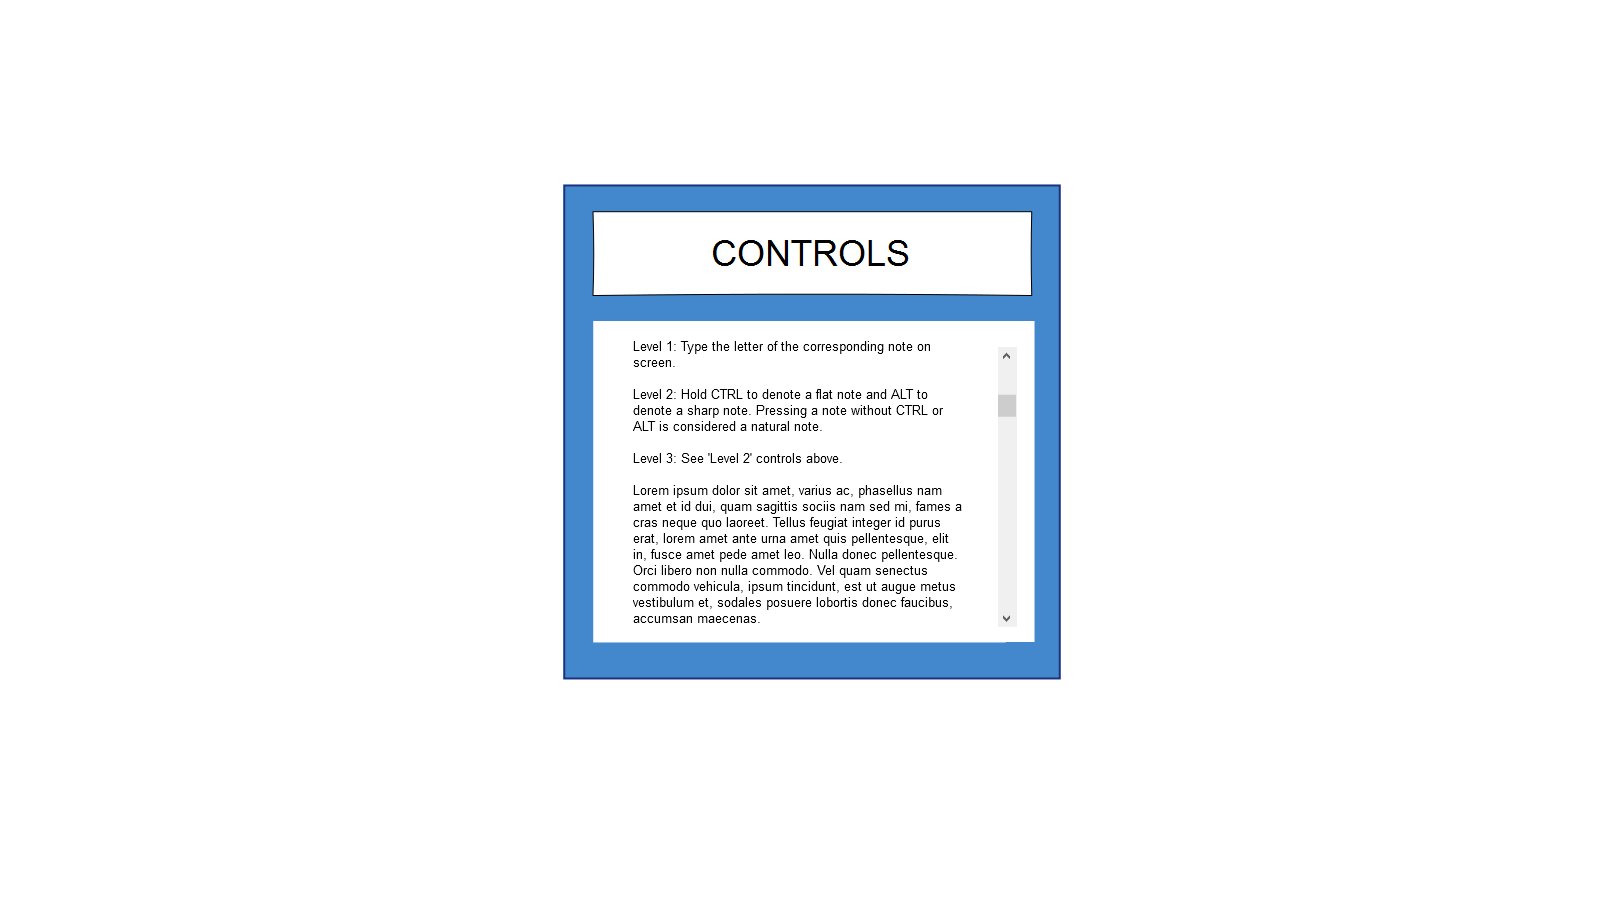 CONTROLS
Level 1: Type the letter of the corresponding note on
screen.
Level 2: Hold CTRL to denote a flat note and ALT to
denote a sharp note. Pressing a note without CTRL or
ALT is considered a natural note.
Level 3: See 'Level 2' controls above.
Lorem ipsum dolor sit amet, varius ac, phasellus nam
amet et id dui, quam sagittis sociis nam sed mi, fames a
cras neque quo laoreet. Tellus feugiat integer id purus
erat, lorem amet ante urna amet quis pellentesque, elit
in, fusce amet pede amet leo. Nulla donec pellentesque.
Orci libero non nulla commodo. Vel quam senectus
commodo vehicula, ipsum tincidunt, est ut augue metus
vestibulum et, sodales posuere lobortis donec faucibus,
accumsan maecenas.